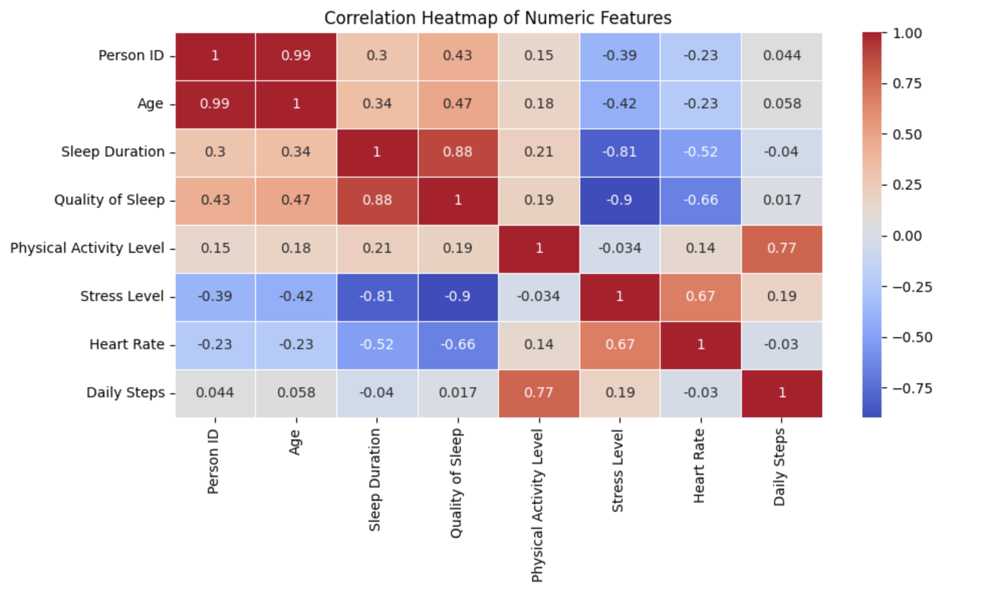 Correlation Heatmap of Numeric Features
Person ID 1 0.99 0.3 0.43 0.15 -0.39 -0.23 0.044
Age 0.99 1 0.34 0.47 0.18 -0.42 -0.23 0.058
Sleep Duration 0.3 0.34 1 0.88 0.21 -0.81 -0.52 -0.04
Quality of Sleep 0.43 0.47 0.88 1 0.19 -0.9 -0.66 0.017
Physical Activity Level 0.15 0.18 0.21 0.19 1 -0.034 0.14 0.77
Stress Level -0.39 -0.42 -0.81 -0.9 -0.034 1 0.67 0.19
Heart Rate -0.23 -0.23 -0.52 -0.66 0.14 0.67 1 -0.03
Daily Steps 0.044 0.058 -0.04 0.017 0.77 0.19 -0.03 1
Person ID
Age
Sleep Duration
Quality of Sleep
Physical Activity Level
Stress Level
Heart Rate
Daily Steps
1.00
0.75
0.50
0.25
0.00
−0.25
−0.50
−0.75